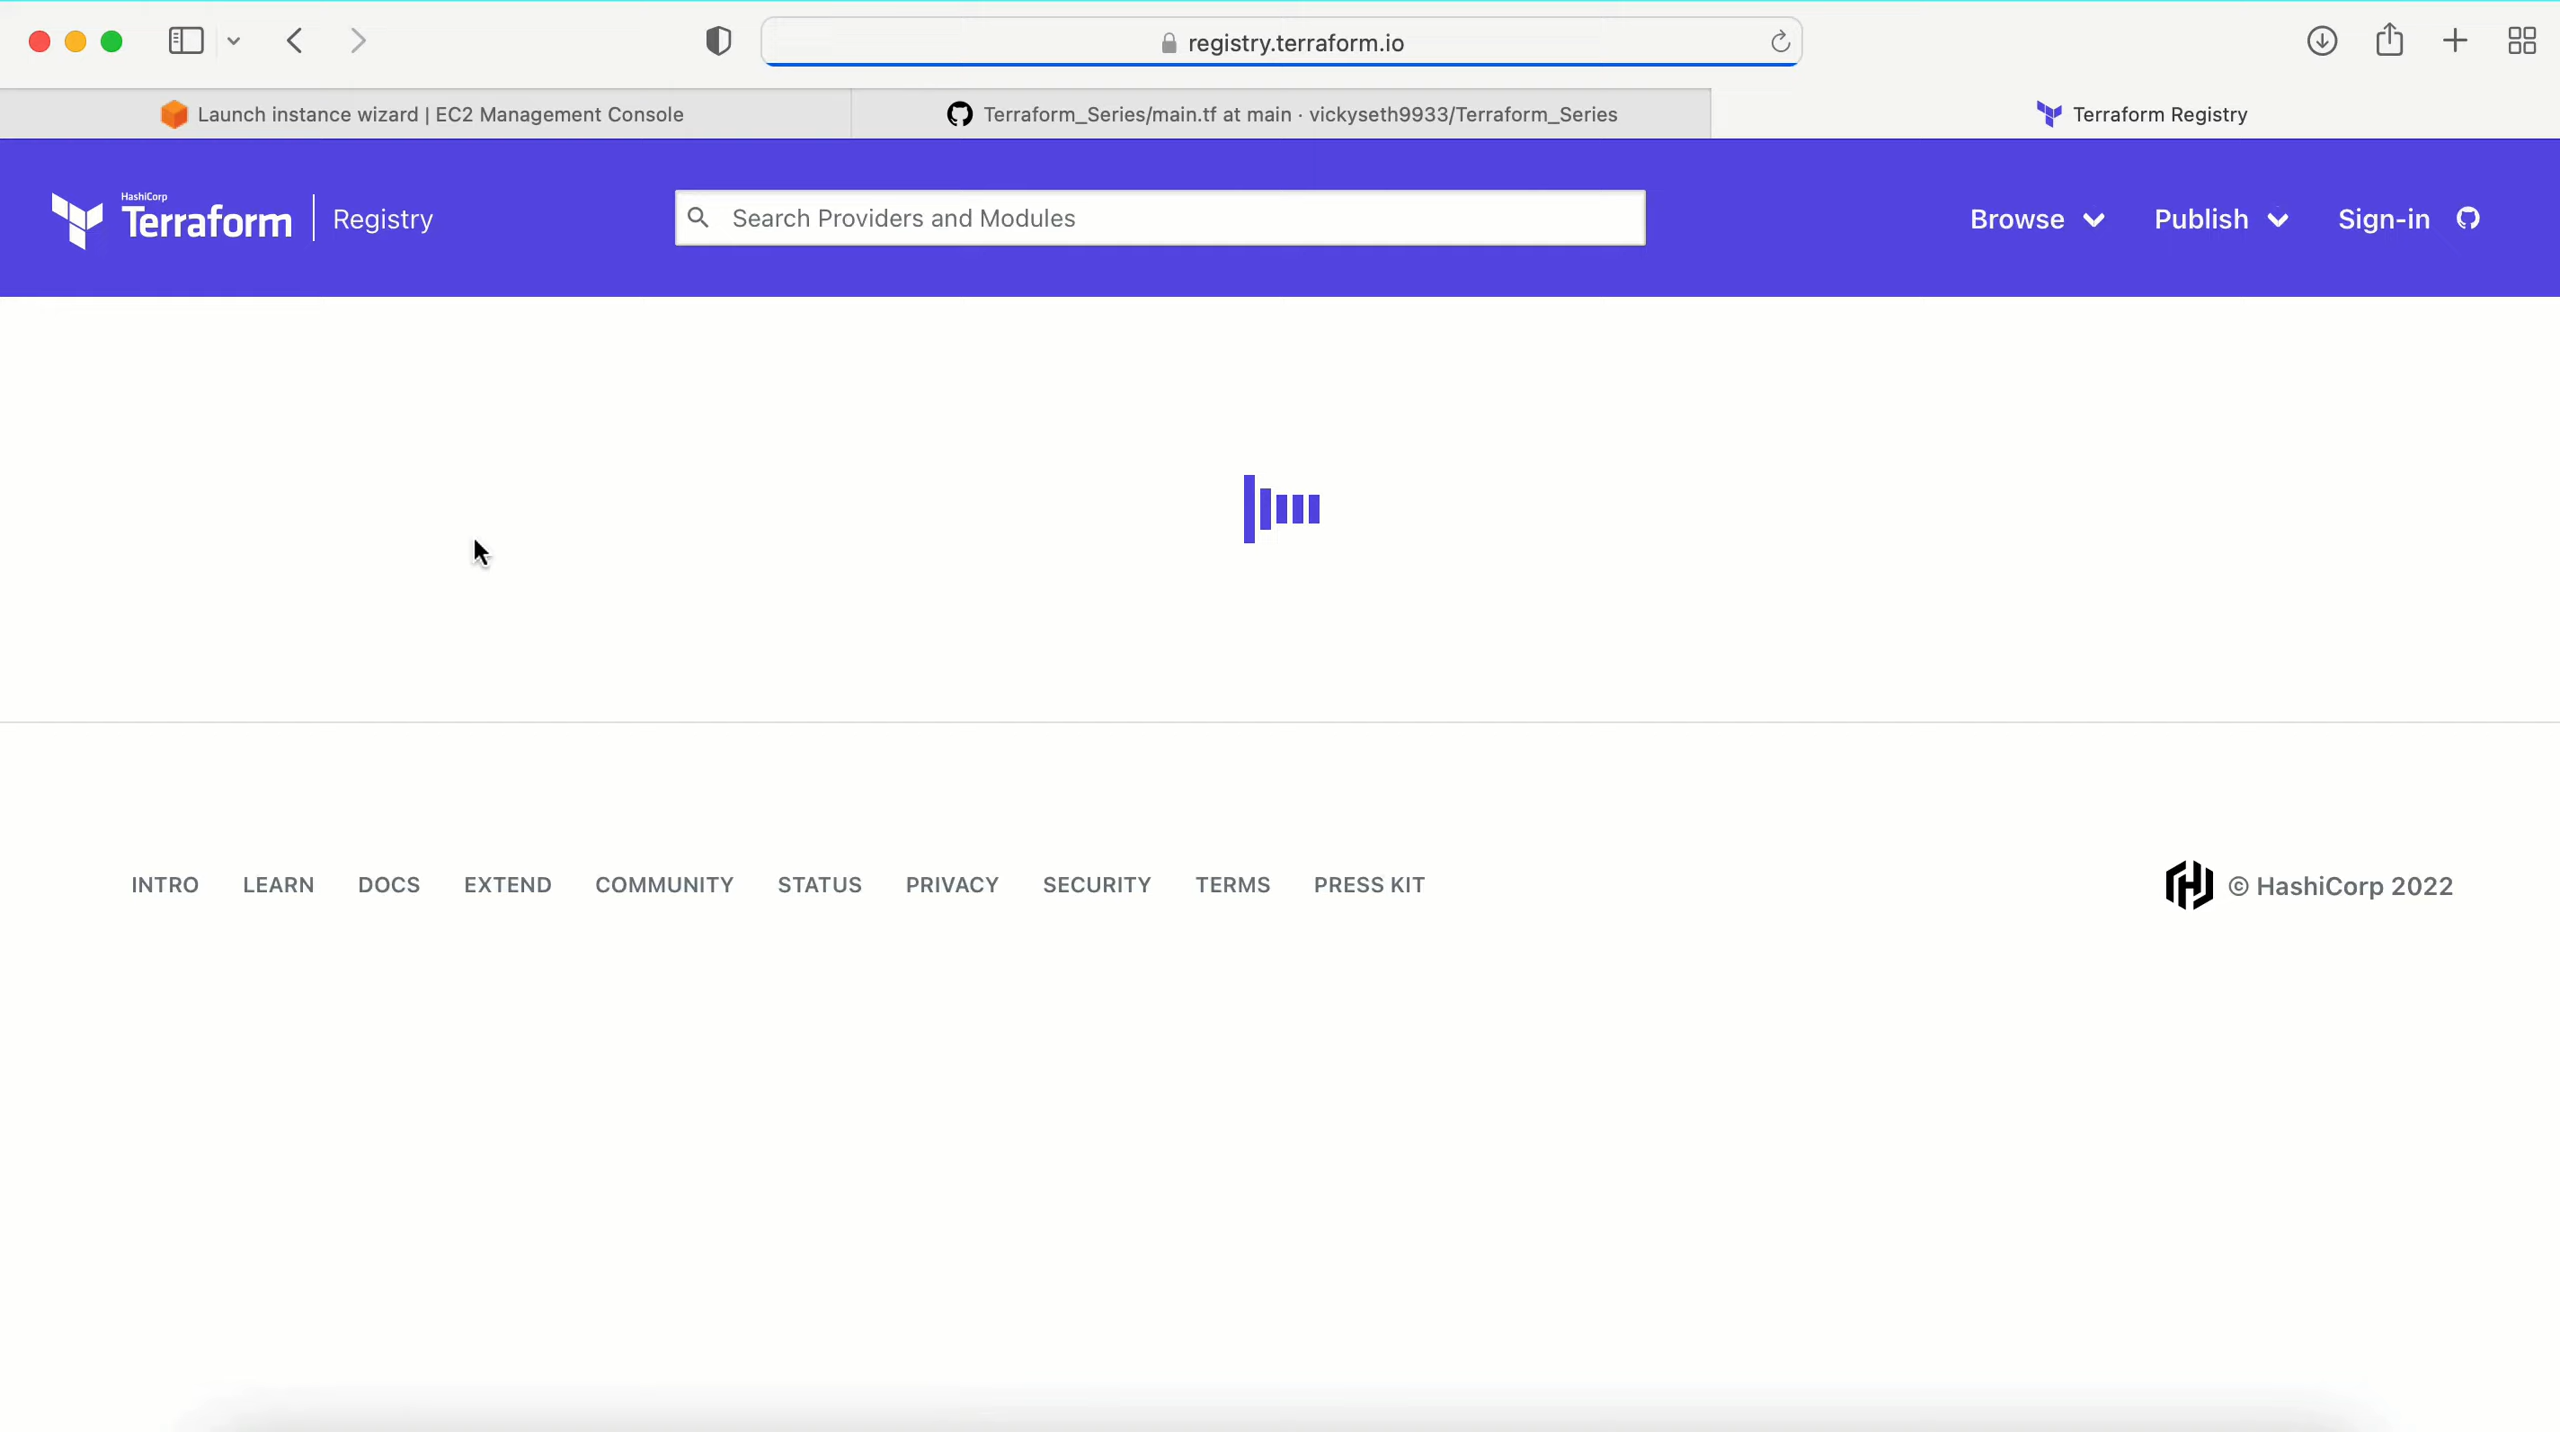 registry.terraform.io
Launch instance wizard | EC2 Management Console
Terraform_Series/main.tf at main · vickyseth9933/Terraform_Series
Terraform Registry
HashiCorp
Terraform
Registry
Search Providers and Modules
Browse
Publish
Sign-in
INTRO
LEARN
DOCS
EXTEND
COMMUNITY
STATUS
PRIVACY
SECURITY
TERMS
PRESS KIT
© HashiCorp 2022